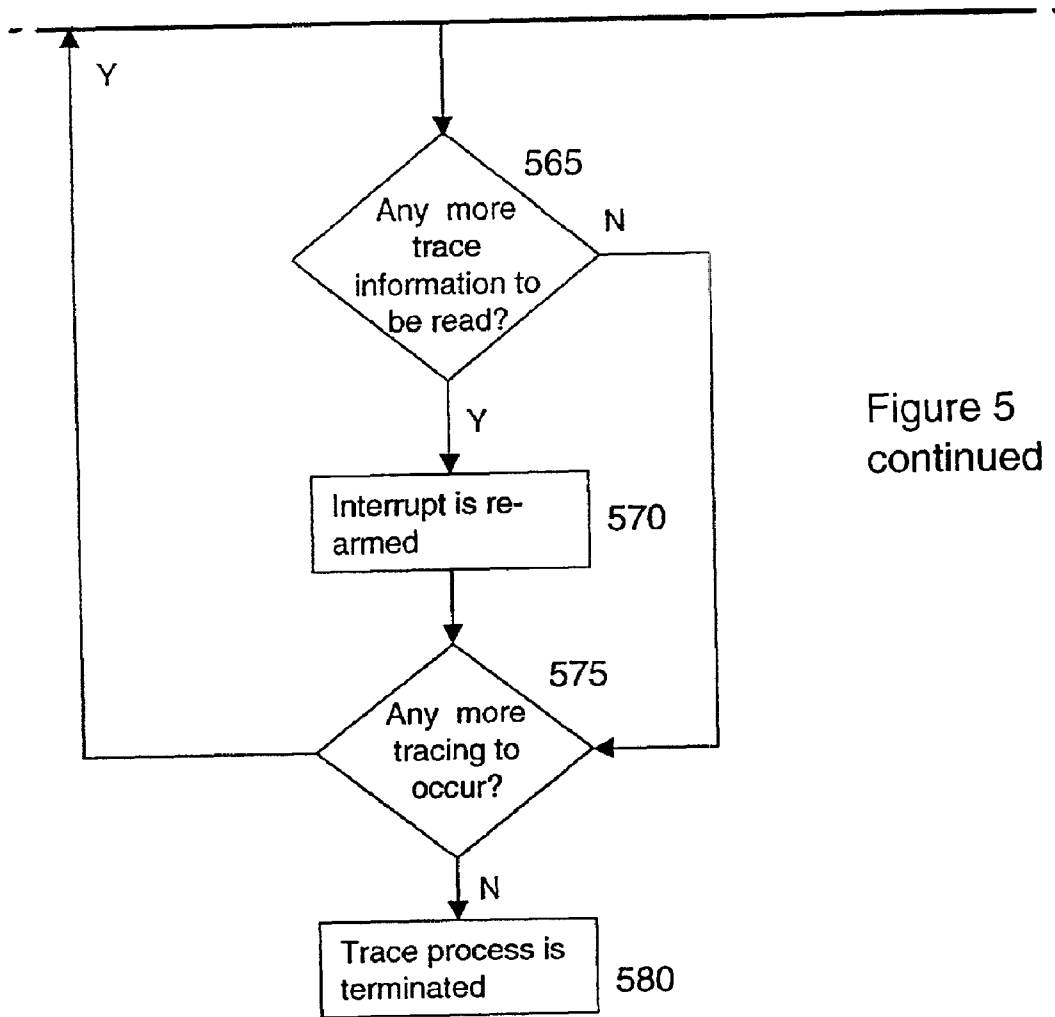 Y
565
Any more
trace
information to
be read?
N
Y
Interrupt is re-
armed
570
Figure 5
continued
575
Any more
tracing to
occur?
N
Trace process is
terminated
580